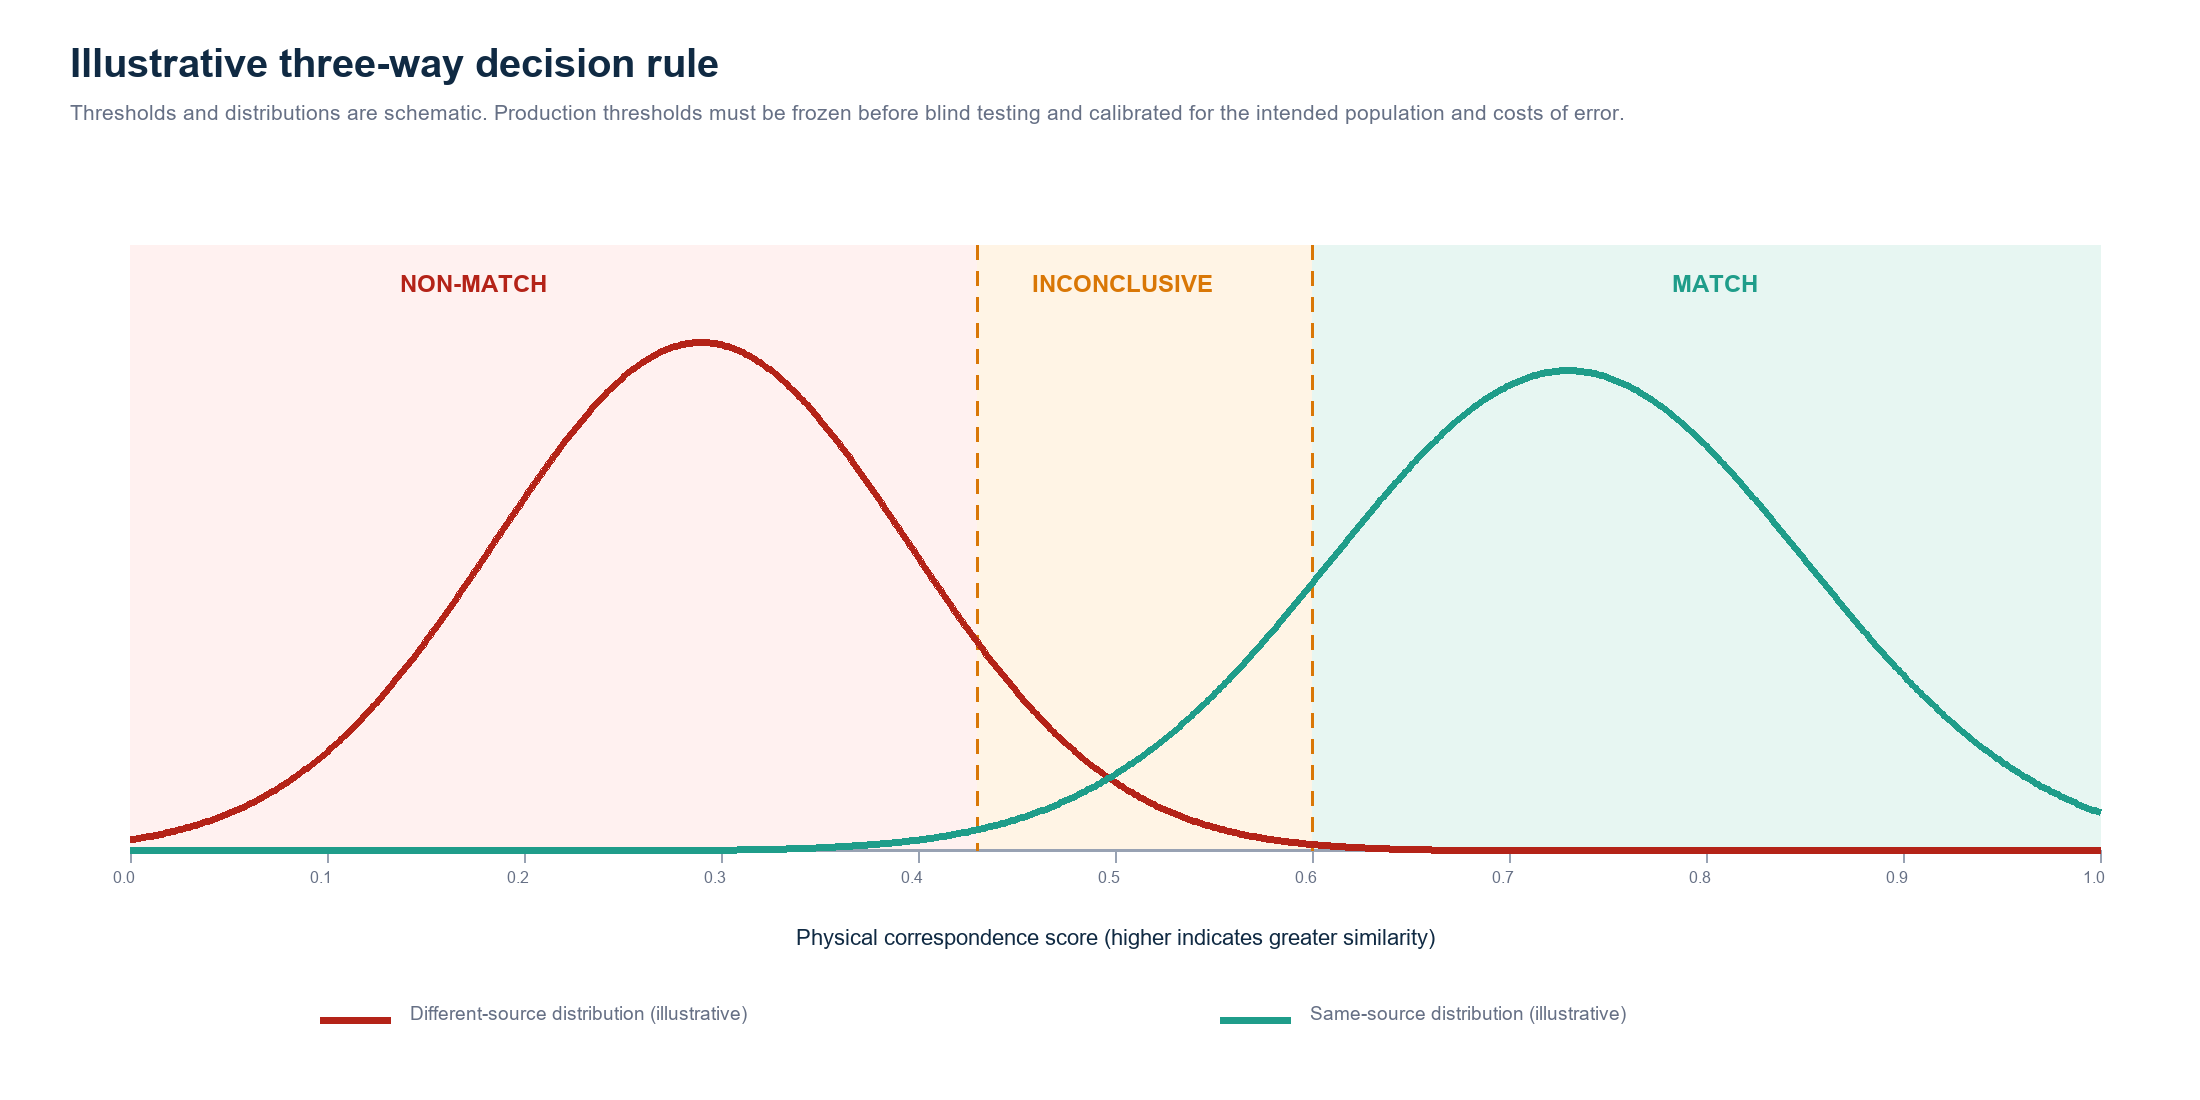 Illustrative three-way decision rule
Thresholds and distributions are schematic. Production thresholds must be frozen before blind testing and calibrated for the intended population and costs of error.
NON-MATCH
INCONCLUSIVE
MATCH
0.0 0.1 0.2 0.3 0.4 0.5 0.6 0.7 0.8 0.9 1.0
Physical correspondence score (higher indicates greater similarity)
Different-source distribution (illustrative)
Same-source distribution (illustrative)